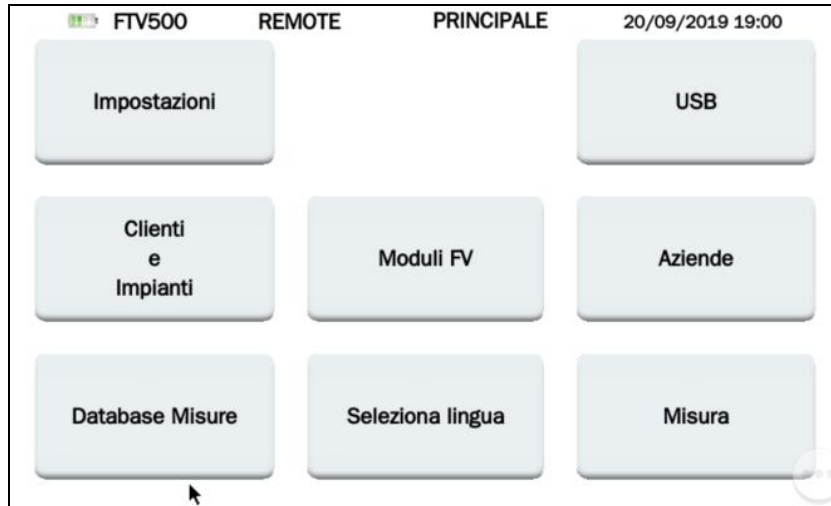 FTV500 REMOTE PRINCIPALE 20/09/2019 19:00
Impostazioni
USB
Clienti
e
Impianti
Moduli FV
Aziende
Database Misure
Seleziona lingua
Misura